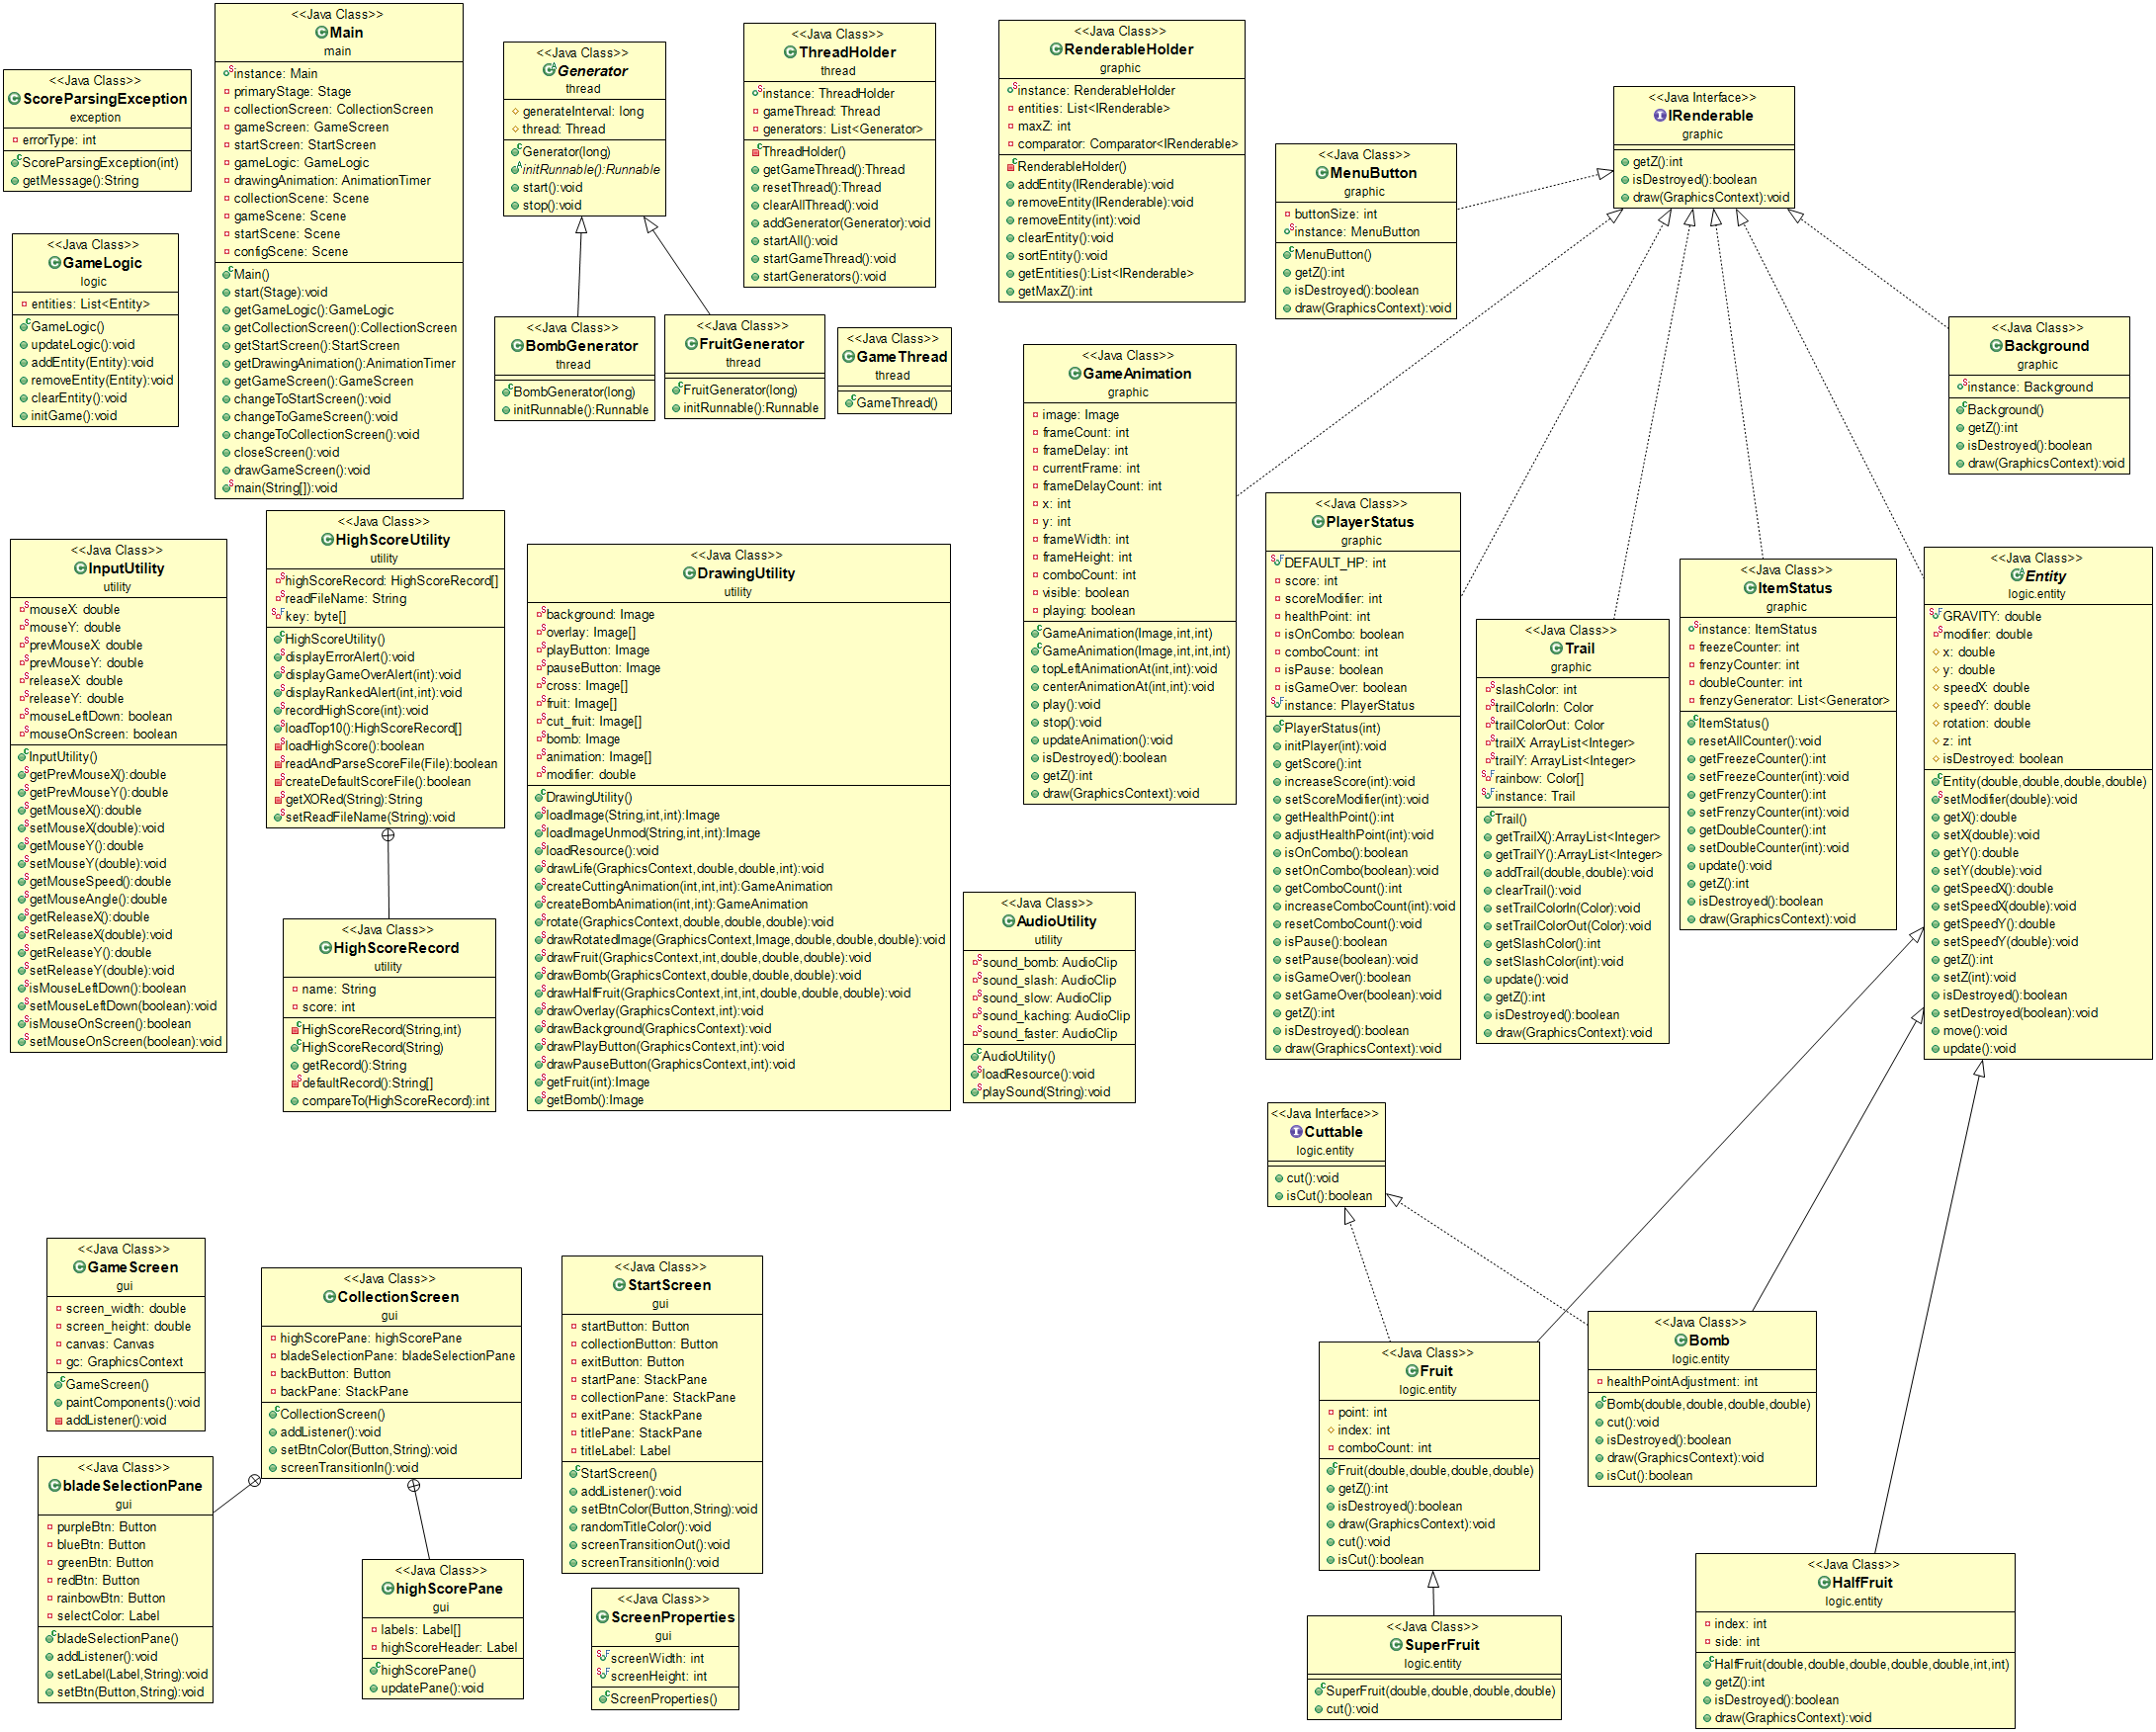 <<Java Class>>
ScoreParsingException
exception
errorType: int
ScoreParsingException(int)
getMessage():String
<<Java Class>>
Main
main
instance: Main
primaryStage: Stage
collectionScreen: CollectionScreen
gameScreen: GameScreen
startScreen: StartScreen
gameLogic: GameLogic
drawingAnimation: AnimationTimer
collectionScene: Scene
gameScene: Scene
startScene: Scene
configScene: Scene
Main()
start(Stage):void
getGameLogic():GameLogic
getCollectionScreen():CollectionScreen
getStartScreen():StartScreen
getDrawingAnimation():AnimationTimer
getGameScreen():GameScreen
changeToStartScreen():void
changeToGameScreen():void
changeToCollectionScreen():void
closeScreen():void
drawGameScreen():void
main(String[]):void
<<Java Class>>
Generator
thread
generateInterval: long
thread: Thread
Generator(long)
initRunnable():Runnable
start():void
stop():void
<<Java Class>>
ThreadHolder
thread
instance: ThreadHolder
gameThread: Thread
generators: List<Generator>
ThreadHolder()
getGameThread():Thread
resetThread():Thread
clearAllThread():void
addGenerator(Generator):void
startAll():void
startGameThread():void
startGenerators():void
<<Java Class>>
RenderableHolder
graphic
instance: RenderableHolder
entities: List<IRenderable>
maxZ: int
comparator: Comparator<IRenderable>
RenderableHolder()
addEntity(IRenderable):void
removeEntity(IRenderable):void
removeEntity(int):void
clearEntity():void
sortEntity():void
getEntities():List<IRenderable>
getMaxZ():int
<<Java Class>>
MenuButton
graphic
buttonSize: int
instance: MenuButton
MenuButton()
getZ():int
isDestroyed():boolean
draw(GraphicsContext):void
<<Java Interface>>
IRenderable
graphic
getZ():int
isDestroyed():boolean
draw(GraphicsContext):void
<<Java Class>>
GameLogic
logic
entities: List<Entity>
GameLogic()
updateLogic():void
addEntity(Entity):void
removeEntity(Entity):void
clearEntity():void
initGame():void
<<Java Class>>
BombGenerator
thread
BombGenerator(long)
initRunnable():Runnable
<<Java Class>>
FruitGenerator
thread
FruitGenerator(long)
initRunnable():Runnable
<<Java Class>>
GameThread
thread
GameThread()
<<Java Class>>
GameAnimation
graphic
image: Image
frameCount: int
frameDelay: int
currentFrame: int
frameDelayCount: int
x: int
y: int
frameWidth: int
frameHeight: int
comboCount: int
visible: boolean
playing: boolean
GameAnimation(Image,int,int)
GameAnimation(Image,int,int,int)
topLeftAnimationAt(int,int):void
centerAnimationAt(int,int):void
play():void
stop():void
updateAnimation():void
isDestroyed():boolean
getZ():int
draw(GraphicsContext):void
<<Java Class>>
Background
graphic
instance: Background
Background()
getZ():int
isDestroyed():boolean
draw(GraphicsContext):void
<<Java Class>>
InputUtility
utility
mouseX: double
mouseY: double
prevMouseX: double
prevMouseY: double
releaseX: double
releaseY: double
mouseLeftDown: boolean
mouseOnScreen: boolean
InputUtility()
getPrevMouseX():double
getPrevMouseY():double
getMouseX():double
setMouseX(double):void
getMouseY():double
setMouseY(double):void
getMouseSpeed():double
getMouseAngle():double
getReleaseX():double
setReleaseX(double):void
getReleaseY():double
setReleaseY(double):void
isMouseLeftDown():boolean
setMouseLeftDown(boolean):void
isMouseOnScreen():boolean
setMouseOnScreen(boolean):void
<<Java Class>>
HighScoreUtility
utility
highScoreRecord: HighScoreRecord[]
readFileName: String
key: byte[]
HighScoreUtility()
displayErrorAlert():void
displayGameOverAlert(int):void
displayRankedAlert(int,int):void
recordHighScore(int):void
loadTop10():HighScoreRecord[]
loadHighScore():boolean
readAndParseScoreFile(File):boolean
createDefaultScoreFile():boolean
getXORed(String):String
setReadFileName(String):void
<<Java Class>>
HighScoreRecord
utility
name: String
score: int
HighScoreRecord(String,int)
HighScoreRecord(String)
getRecord():String
defaultRecord():String[]
compareTo(HighScoreRecord):int
<<Java Class>>
DrawingUtility
utility
background: Image
overlay: Image[]
playButton: Image
pauseButton: Image
cross: Image[]
fruit: Image[]
cut_fruit: Image[]
bomb: Image
animation: Image[]
modifier: double
DrawingUtility()
loadImage(String,int,int):Image
loadImageUnmod(String,int,int):Image
loadResource():void
drawLife(GraphicsContext,double,double,int):void
createCuttingAnimation(int,int,int):GameAnimation
createBombAnimation(int,int):GameAnimation
rotate(GraphicsContext,double,double,double):void
drawRotatedImage(GraphicsContext,Image,double,double,double):void
drawFruit(GraphicsContext,int,double,double,double):void
drawBomb(GraphicsContext,double,double,double):void
drawHalfFruit(GraphicsContext,int,int,double,double,double):void
drawOverlay(GraphicsContext,int):void
drawBackground(GraphicsContext):void
drawPlayButton(GraphicsContext,int):void
drawPauseButton(GraphicsContext,int):void
getFruit(int):Image
getBomb():Image
<<Java Class>>
AudioUtility
utility
sound_bomb: AudioClip
sound_slash: AudioClip
sound_slow: AudioClip
sound_kaching: AudioClip
sound_faster: AudioClip
AudioUtility()
loadResource():void
playSound(String):void
<<Java Class>>
PlayerStatus
graphic
DEFAULT_HP: int
score: int
scoreModifier: int
healthPoint: int
isOnCombo: boolean
comboCount: int
isPause: boolean
isGameOver: boolean
instance: PlayerStatus
PlayerStatus(int)
initPlayer(int):void
getScore():int
increaseScore(int):void
setScoreModifier(int):void
getHealthPoint():int
adjustHealthPoint(int):void
isOnCombo():boolean
setOnCombo(boolean):void
getComboCount():int
increaseComboCount(int):void
resetComboCount():void
isPause():boolean
setPause(boolean):void
isGameOver():boolean
setGameOver(boolean):void
getZ():int
isDestroyed():boolean
draw(GraphicsContext):void
<<Java Class>>
Trail
graphic
slashColor: int
trailColorIn: Color
trailColorOut: Color
trailX: ArrayList<Integer>
trailY: ArrayList<Integer>
rainbow: Color[]
instance: Trail
Trail()
getTrailX():ArrayList<Integer>
getTrailY():ArrayList<Integer>
addTrail(double,double):void
clearTrail():void
setTrailColorIn(Color):void
setTrailColorOut(Color):void
getSlashColor():int
setSlashColor(int):void
update():void
getZ():int
isDestroyed():boolean
draw(GraphicsContext):void
<<Java Class>>
ItemStatus
graphic
instance: ItemStatus
freezeCounter: int
frenzyCounter: int
doubleCounter: int
frenzyGenerator: List<Generator>
ItemStatus()
resetAllCounter():void
getFreezeCounter():int
setFreezeCounter(int):void
getFrenzyCounter():int
setFrenzyCounter(int):void
getDoubleCounter():int
setDoubleCounter(int):void
update():void
getZ():int
isDestroyed():boolean
draw(GraphicsContext):void
<<Java Class>>
Entity
logic.entity
GRAVITY: double
modifier: double
x: double
y: double
speedX: double
speedY: double
rotation: double
z: int
isDestroyed: boolean
Entity(double,double,double,double)
setModifier(double):void
getX():double
setX(double):void
getY():double
setY(double):void
getSpeedX():double
setSpeedX(double):void
getSpeedY():double
setSpeedY(double):void
getZ():int
setZ(int):void
isDestroyed():boolean
setDestroyed(boolean):void
move():void
update():void
<<Java Interface>>
Cuttable
logic.entity
cut():void
isCut():boolean
<<Java Class>>
GameScreen
gui
screen_width: double
screen_height: double
canvas: Canvas
gc: GraphicsContext
GameScreen()
paintComponents():void
addListener():void
<<Java Class>>
CollectionScreen
gui
highScorePane: highScorePane
bladeSelectionPane: bladeSelectionPane
backButton: Button
backPane: StackPane
CollectionScreen()
addListener():void
setBtnColor(Button,String):void
screenTransitionIn():void
<<Java Class>>
StartScreen
gui
startButton: Button
collectionButton: Button
exitButton: Button
startPane: StackPane
collectionPane: StackPane
exitPane: StackPane
titlePane: StackPane
titleLabel: Label
StartScreen()
addListener():void
setBtnColor(Button,String):void
randomTitleColor():void
screenTransitionOut():void
screenTransitionIn():void
<<Java Class>>
bladeSelectionPane
gui
purpleBtn: Button
blueBtn: Button
greenBtn: Button
redBtn: Button
rainbowBtn: Button
selectColor: Label
bladeSelectionPane()
addListener():void
setLabel(Label,String):void
setBtn(Button,String):void
<<Java Class>>
highScorePane
gui
labels: Label[]
highScoreHeader: Label
highScorePane()
updatePane():void
<<Java Class>>
ScreenProperties
gui
screenWidth: int
screenHeight: int
ScreenProperties()
<<Java Class>>
Fruit
logic.entity
point: int
index: int
comboCount: int
Fruit(double,double,double,double)
getZ():int
isDestroyed():boolean
draw(GraphicsContext):void
cut():void
isCut():boolean
<<Java Class>>
Bomb
logic.entity
healthPointAdjustment: int
Bomb(double,double,double,double)
cut():void
isDestroyed():boolean
draw(GraphicsContext):void
isCut():boolean
<<Java Class>>
SuperFruit
logic.entity
SuperFruit(double,double,double,double)
cut():void
<<Java Class>>
HalfFruit
logic.entity
index: int
side: int
HalfFruit(double,double,double,double,double,int,int)
getZ():int
isDestroyed():boolean
draw(GraphicsContext):void